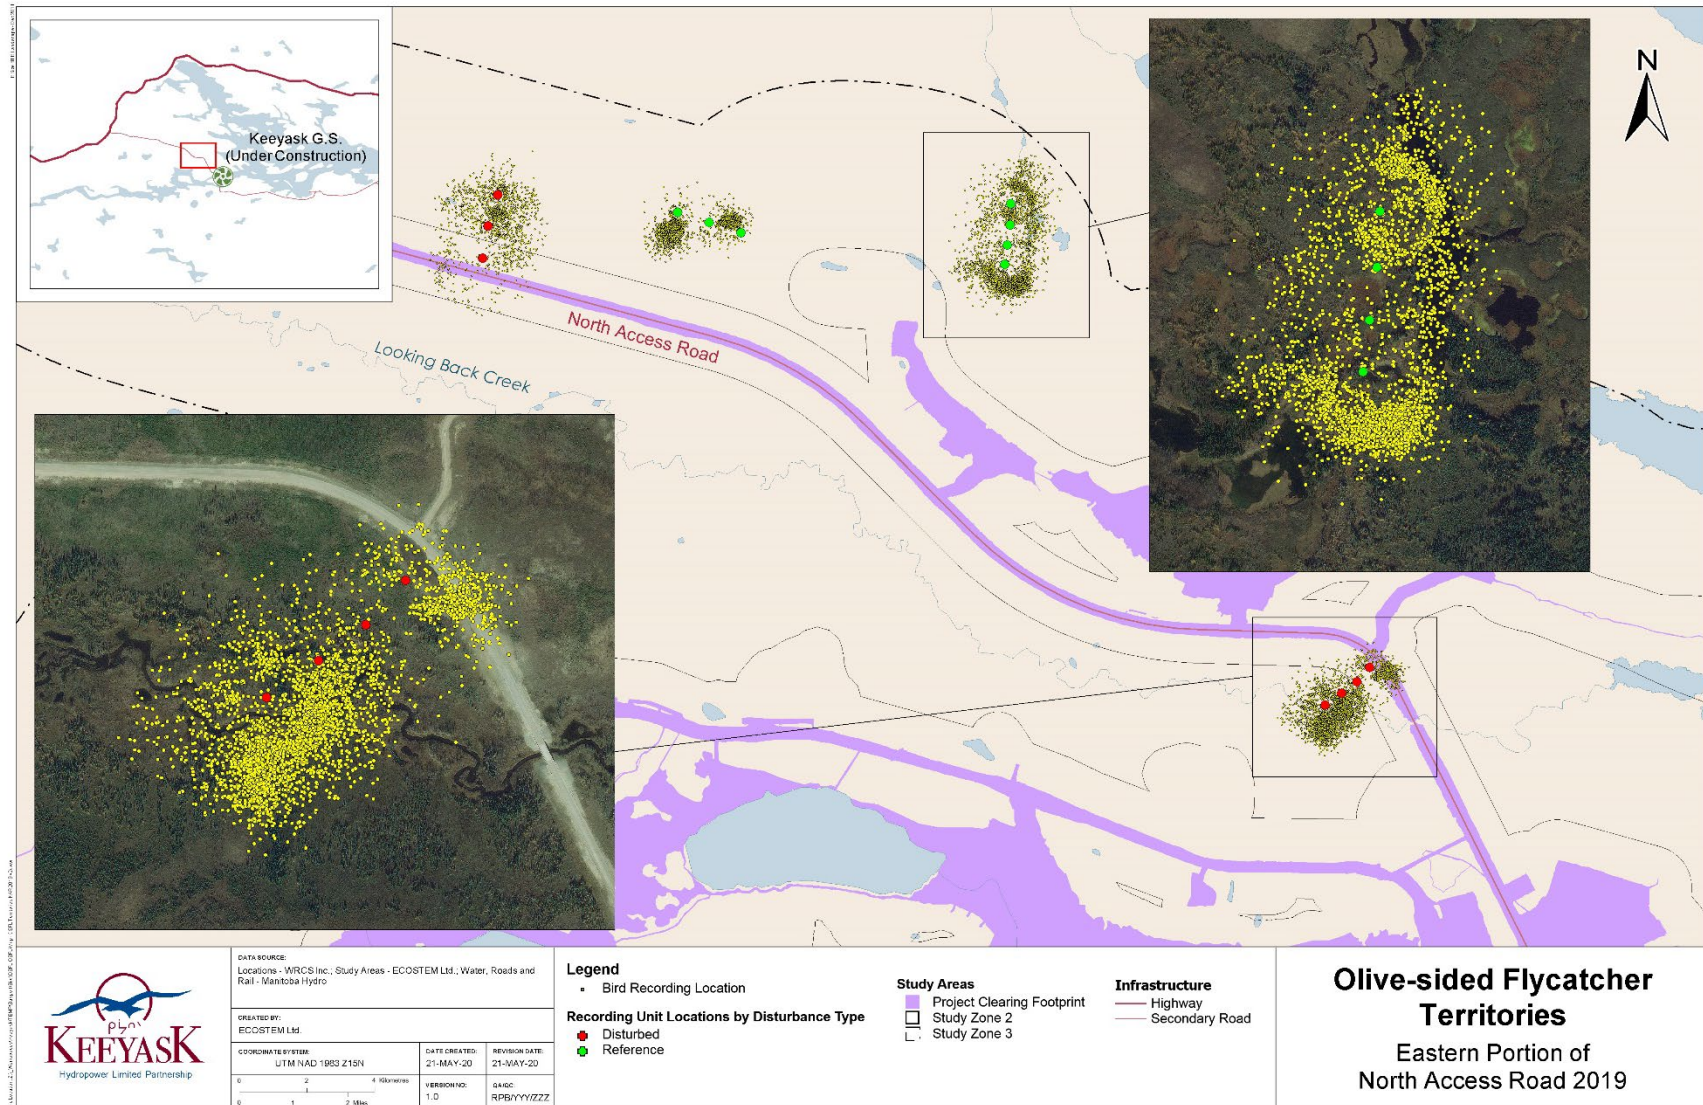 Keeyask G.S.
(Under Construction)
N
North Access Road
Looking Back Creek
ᑭᔮᐢᐠ
KEEYASK
Hydropower Limited Partnership
DATA SOURCE:
Locations - WRCS Inc.; Study Areas - ECOSTEM Ltd.; Water, Roads and
Rail - Manitoba Hydro
CREATED BY:
ECOSTEM Ltd.
COORDINATE SYSTEM:
UTM NAD 1983 Z15N
DATE CREATED:
21-MAY-20
REVISION DATE:
21-MAY-20
0 2 4 Kilometres
0 1 2 Miles
VERSION NO:
1.0
QA/QC
RPB/YYY/ZZZ
Legend
Bird Recording Location
Recording Unit Locations by Disturbance Type
Disturbed
Reference
Study Areas
Project Clearing Footprint
Study Zone 2
Study Zone 3
Infrastructure
Highway
Secondary Road
Olive-sided Flycatcher
Territories
Eastern Portion of
North Access Road 2019